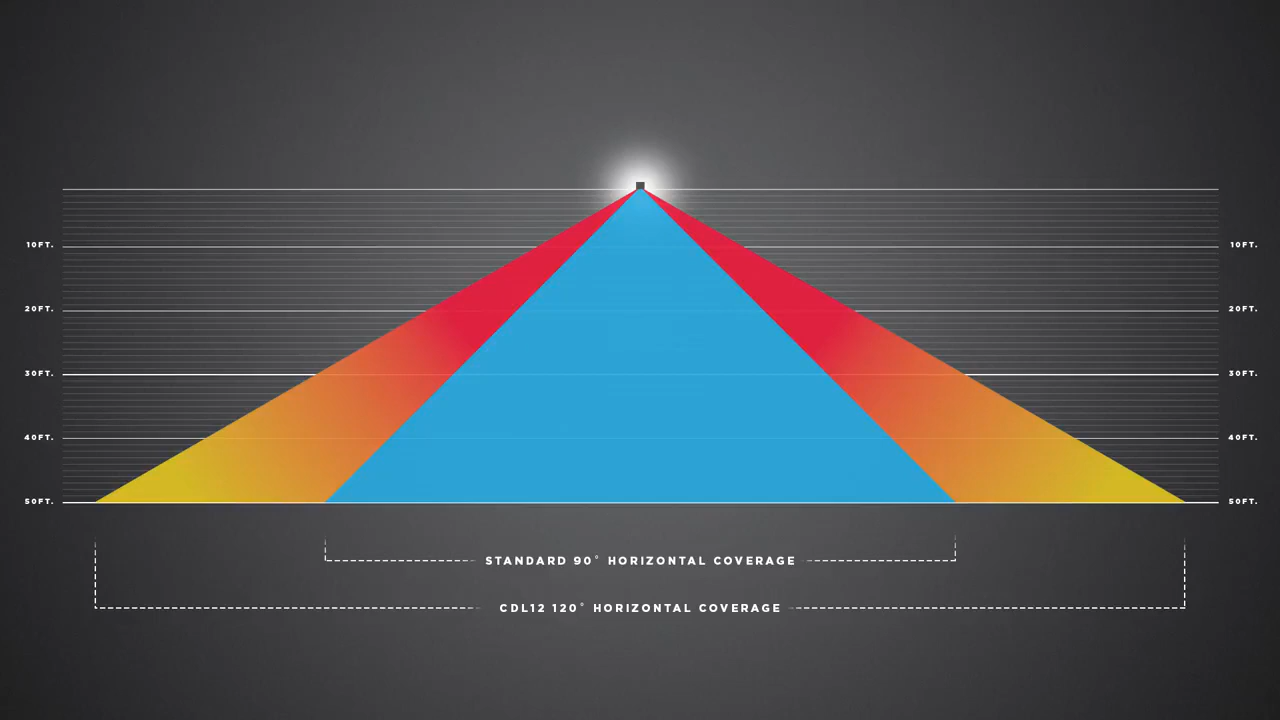 10FT. 10FT.
20FT. 20FT.
30FT. 30FT.
40FT. 40FT.
50FT. 50FT.
STANDARD 90° HORIZONTAL COVERAGE
CDL12 120° HORIZONTAL COVERAGE